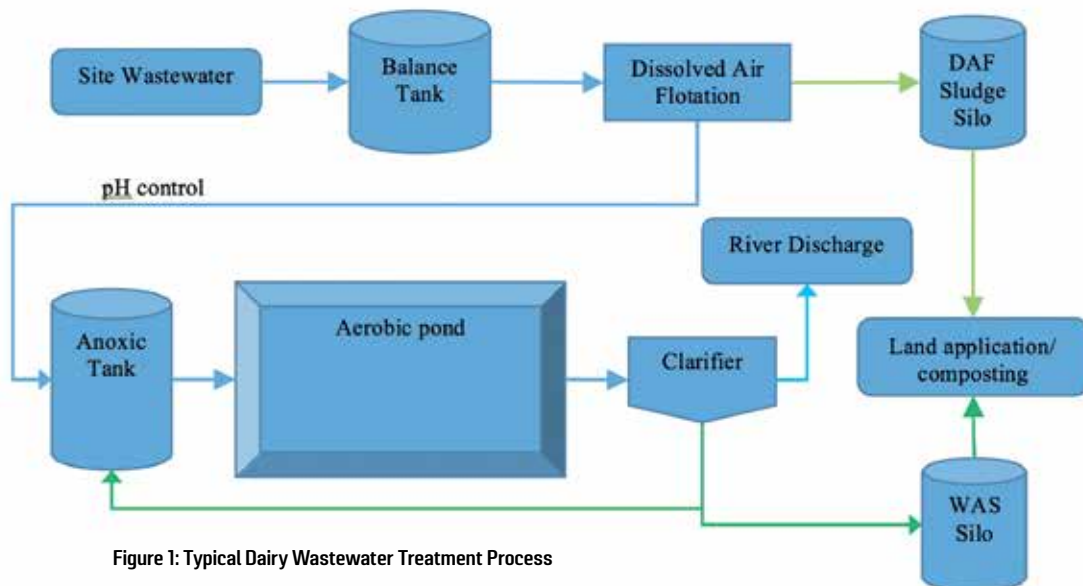 Site Wastewater
Balance
Tank
Dissolved Air
Flotation
DAF
Sludge
Silo
pH control
River Discharge
Anoxic
Tank
Aerobic pond
Clarifier
Land application/
composting
WAS
Silo
Figure 1: Typical Dairy Wastewater Treatment Process